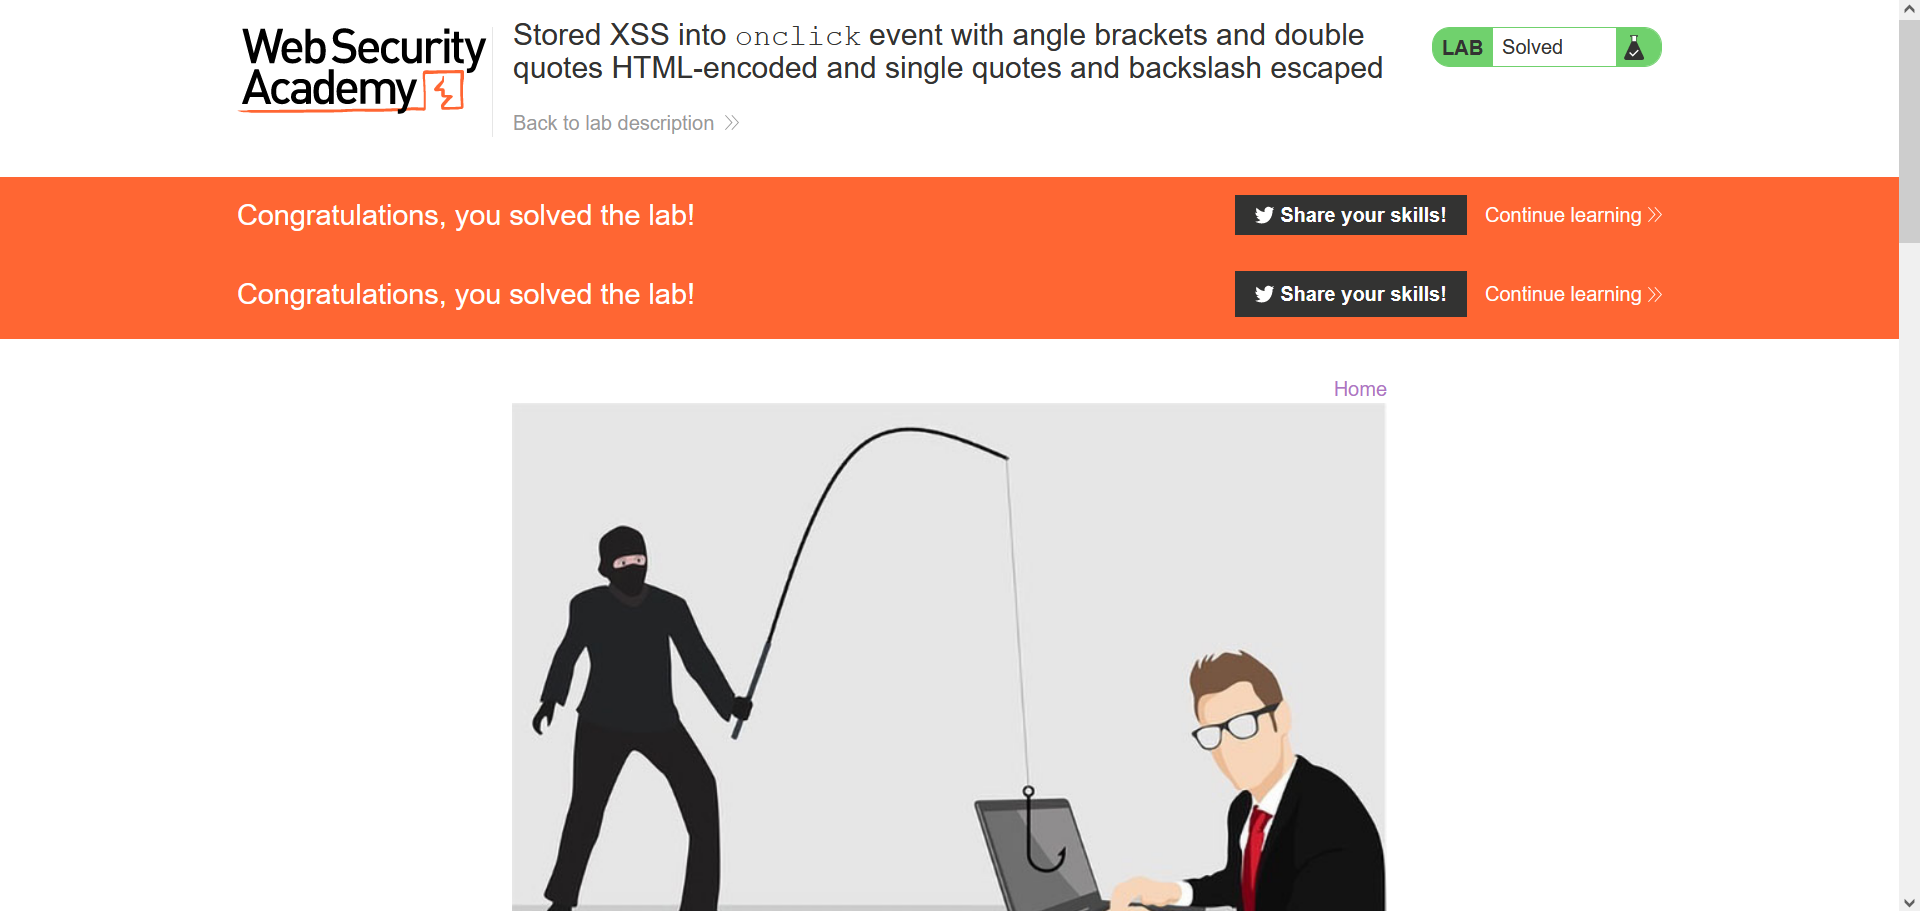 Web Security
Academy
Stored XSS into onclick event with angle brackets and double
quotes HTML-encoded and single quotes and backslash escaped
Back to lab description
LAB Solved
Congratulations, you solved the lab!
Share your skills!
Continue learning
Congratulations, you solved the lab!
Share your skills!
Continue learning
Home